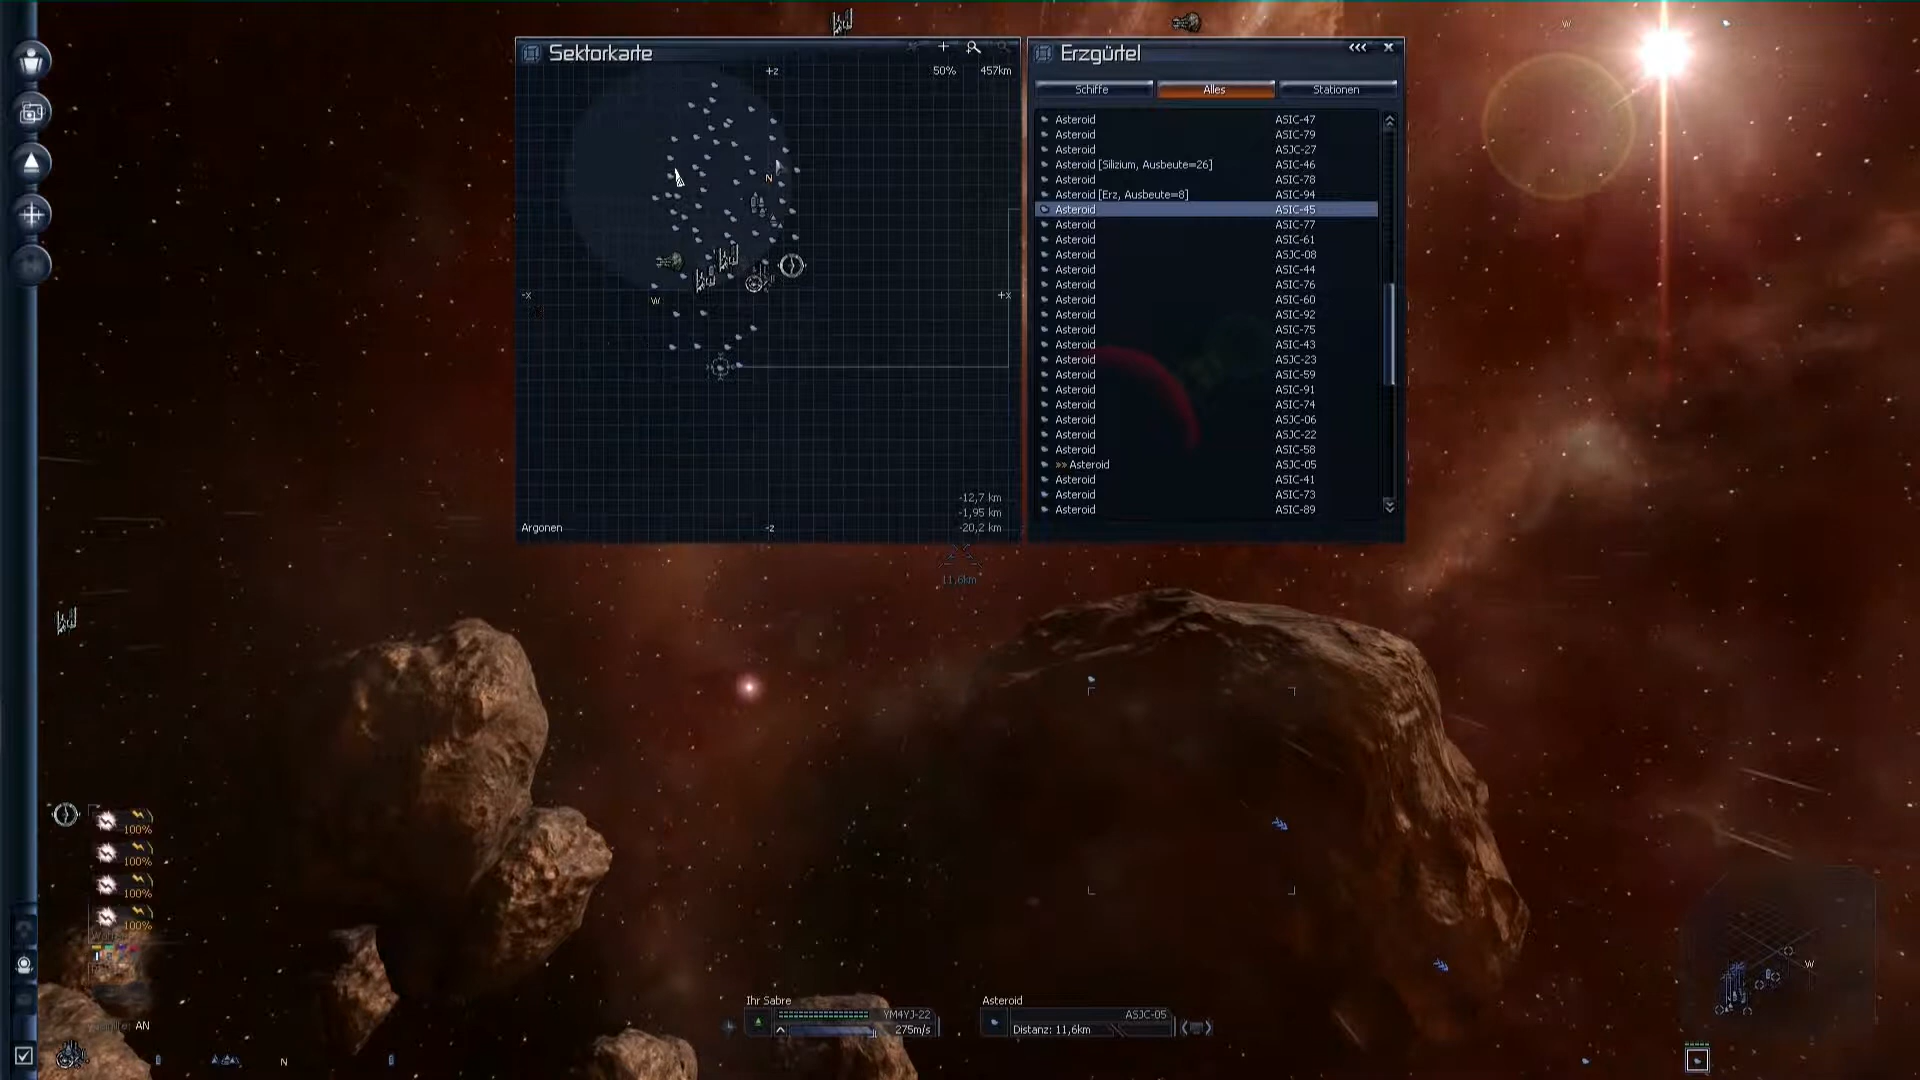 Sektorkarte
+z
50%
457km
N
-x
W
+x
-12,7 km
-1,95 km
-20,2 km
Argonen
-z
Erzgürtel
Schiffe
Alles
Stationen
Asteroid ASIC-47
Asteroid ASIC-79
Asteroid ASJC-27
Asteroid [Silizium, Ausbeute=26] ASIC-46
Asteroid ASIC-78
Asteroid [Erz, Ausbeute=8] ASIC-94
Asteroid ASIC-45
Asteroid ASIC-77
Asteroid ASIC-61
Asteroid ASJC-08
Asteroid ASIC-44
Asteroid ASIC-76
Asteroid ASIC-60
Asteroid ASIC-92
Asteroid ASIC-75
Asteroid ASIC-43
Asteroid ASJC-23
Asteroid ASIC-59
Asteroid ASIC-91
Asteroid ASIC-74
Asteroid ASJC-06
Asteroid ASJC-22
Asteroid ASIC-58
»» Asteroid ASJC-05
Asteroid ASIC-41
Asteroid ASIC-73
Asteroid ASIC-89
W
11,6km
100%
100%
100%
100%
AN
N
Ihr Sabre
YM4YJ-22
275m/s
Asteroid
ASJC-05
Distanz: 11,6km
W